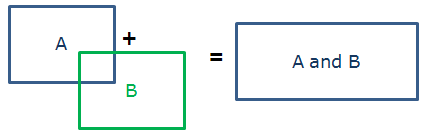 A +
B
= A and B